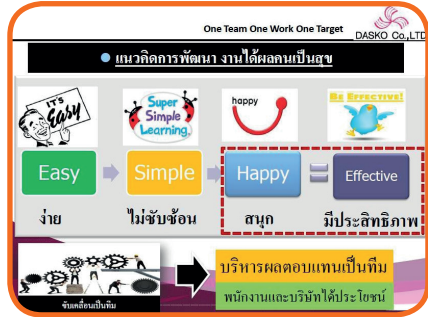 One Team One Work One Target
DASKO Co.,LTD
แนวคิดการพัฒนา งานได้ผลคนเป็นสุข
IT'S Easy
Super Simple Learning
happy
BE EFFECTIVE!
Easy
Simple
Happy
Effective
ง่าย
ไม่ซับซ้อน
สนุก
มีประสิทธิภาพ
ขับเคลื่อนเป็นทีม
บริหารผลตอบแทนเป็นทีม
พนักงานและบริษัทได้ประโยชน์